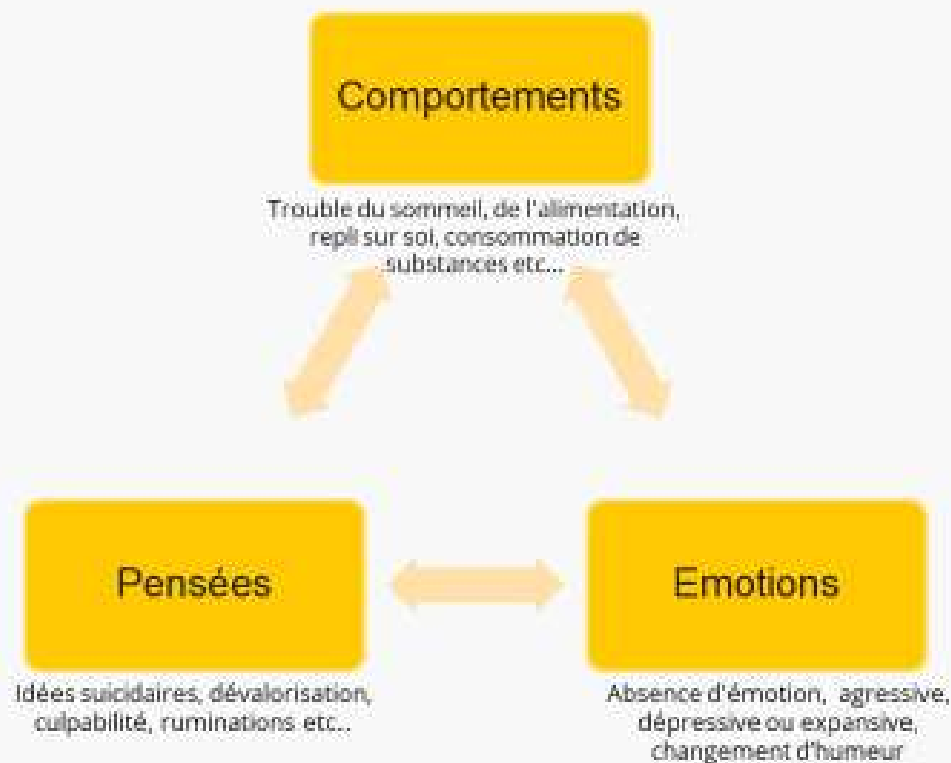 Comportements
Trouble du sommeil, de l'alimentation,
repli sur soi, consommation de
substances etc...
Pensées
Idées suicidaires, dévalorisation,
culpabilité, ruminations etc...
Emotions
Absence d'émotion, agressive,
dépressive ou expansive,
changement d'humeur